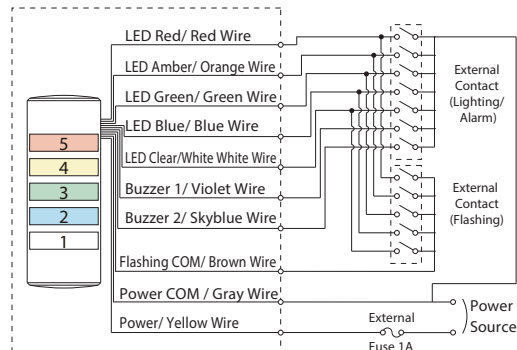 LED Red/ Red Wire
LED Amber/ Orange Wire
LED Green/ Green Wire
LED Blue/ Blue Wire
LED Clear/White White Wire
Buzzer 1/ Violet Wire
Buzzer 2/ Skyblue Wire
Flashing COM/ Brown Wire
Power COM / Gray Wire
Power/ Yellow Wire
5
4
3
2
1
External
Contact
(Lighting/
Alarm)
External
Contact
(Flashing)
Power
Source
External
Fuse 1A